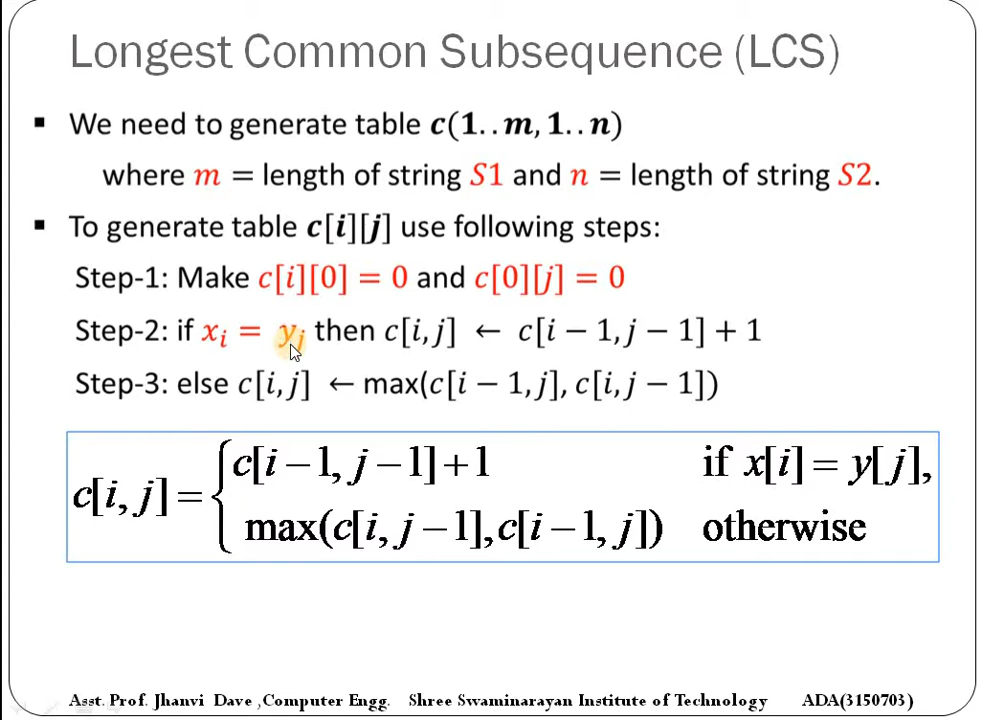 Longest Common Subsequence (LCS)
▪ We need to generate table c(1..m, 1..n)
where m = length of string S1 and n = length of string S2.
▪ To generate table c[i][j] use following steps:
Step-1: Make c[i][0] = 0 and c[0][j] = 0
Step-2: if xᵢ = yⱼ then c[i,j] ← c[i − 1, j − 1] + 1
Step-3: else c[i,j] ← max(c[i − 1, j], c[i, j − 1])
c[i, j] = { c[i − 1, j − 1] + 1 if x[i] = y[j],
max(c[i, j − 1], c[i − 1, j]) otherwise
Asst. Prof. Jhanvi Dave ,Computer Engg. Shree Swaminarayan Institute of Technology ADA(3150703)